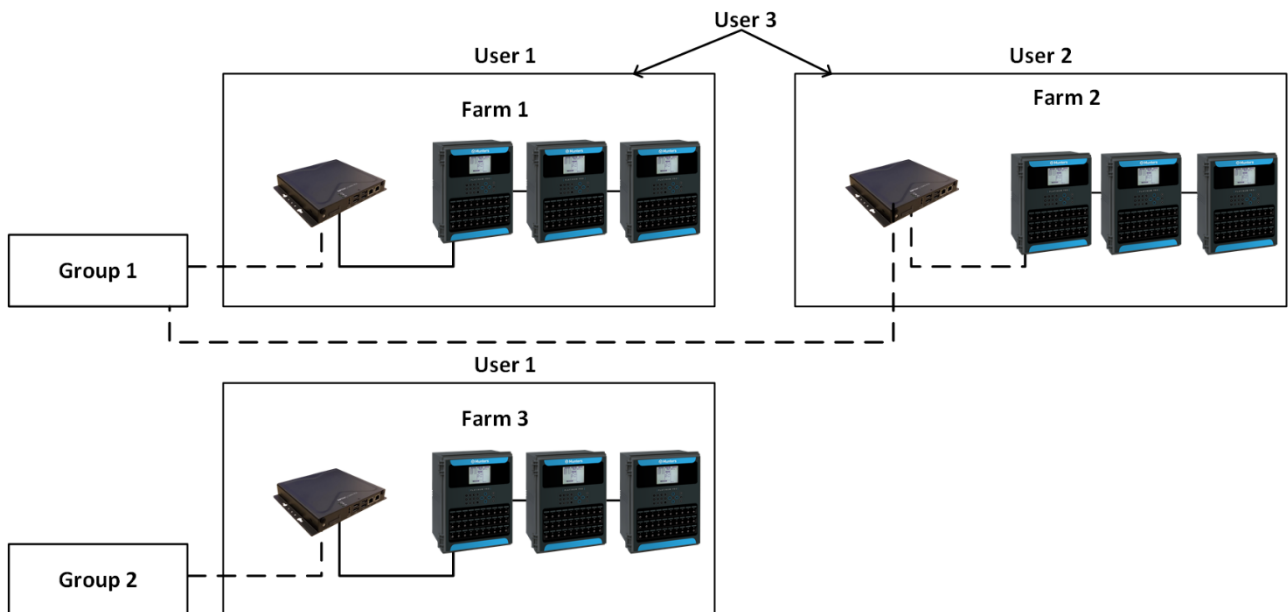 User 3
User 1
User 2
Farm 1
Farm 2
Group 1
User 1
Farm 3
Group 2